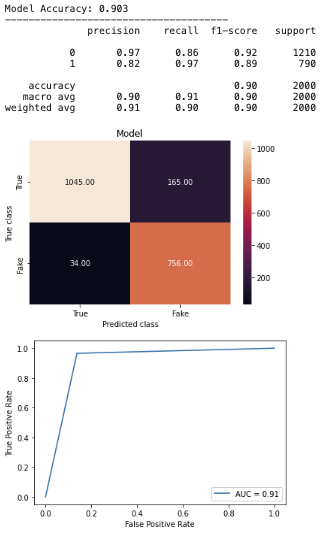 Model Accuracy: 0.903
precision recall f1-score support
0 0.97 0.86 0.92 1210
1 0.82 0.97 0.89 790
accuracy 0.90 2000
macro avg 0.90 0.91 0.90 2000
weighted avg 0.91 0.90 0.90 2000
Model
True class
True
1045.00 165.00
Fake
34.00 756.00
True Fake
Predicted class
1000
800
600
400
200
True Positive Rate
1.0
0.8
0.6
0.4
0.2
0.0
AUC = 0.91
0.0 0.2 0.4 0.6 0.8 1.0
False Positive Rate